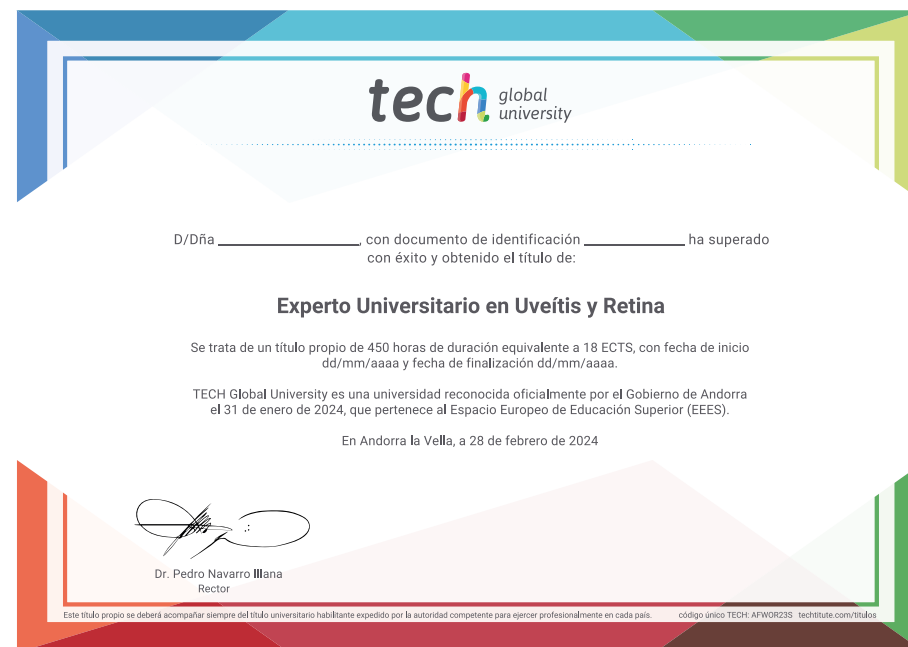 tech global university
D/Dña ____________________, con documento de identificación ______________ ha superado
con éxito y obtenido el título de:
Experto Universitario en Uveítis y Retina
Se trata de un título propio de 450 horas de duración equivalente a 18 ECTS, con fecha de inicio
dd/mm/aaaa y fecha de finalización dd/mm/aaaa.
TECH Global University es una universidad reconocida oficialmente por el Gobierno de Andorra
el 31 de enero de 2024, que pertenece al Espacio Europeo de Educación Superior (EEES).
En Andorra la Vella, a 28 de febrero de 2024
Dr. Pedro Navarro Illana
Rector
Este título propio se deberá acompañar siempre del título universitario habilitante expedido por la autoridad competente para ejercer profesionalmente en cada país. código único TECH: AFWOR23S techtitute.com/titulos